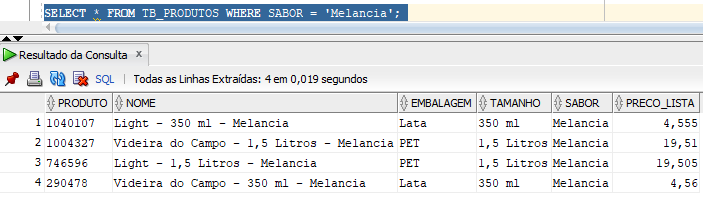 SELECT * FROM TB_PRODUTOS WHERE SABOR = 'Melancia';
Resultado da Consulta x
SQL | Todas as Linhas Extraídas: 4 em 0,019 segundos
PRODUTO NOME EMBALAGEM TAMANHO SABOR PRECO_LISTA
1 1040107 Light - 350 ml - Melancia Lata 350 ml Melancia 4,555
2 1004327 Videira do Campo - 1,5 Litros - Melancia PET 1,5 Litros Melancia 19,51
3 746596 Light - 1,5 Litros - Melancia PET 1,5 Litros Melancia 19,505
4 290478 Videira do Campo - 350 ml - Melancia Lata 350 ml Melancia 4,56